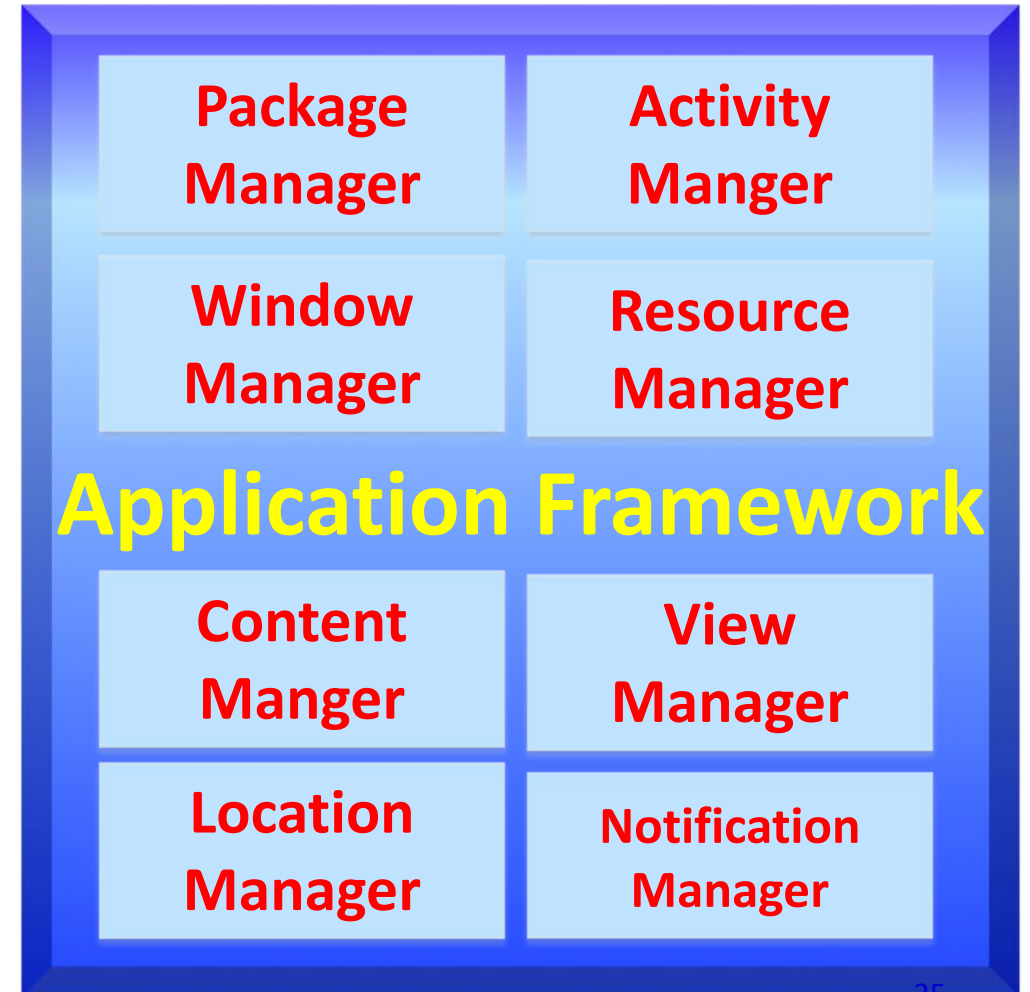 Package
Manager
Activity
Manger
Window
Manager
Resource
Manager
Application Framework
Content
Manger
View
Manager
Location
Manager
Notification
Manager